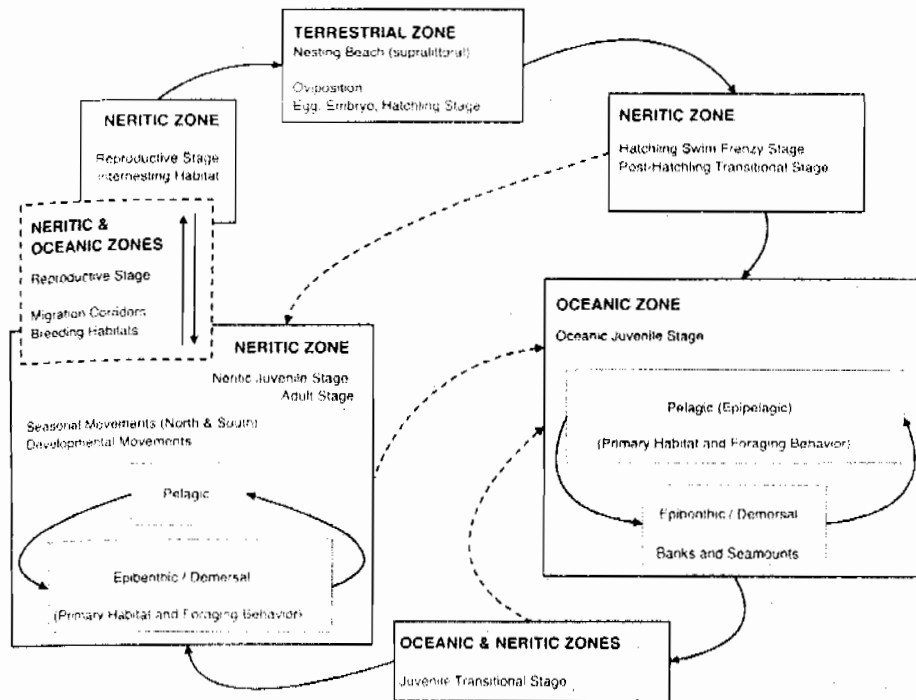 TERRESTRIAL ZONE
Nesting Beach (supralittoral)
Oviposition
Egg, Embryo, Hatchling Stage
NERITIC ZONE
Reproductive Stage
Internesting Habitat
NERITIC ZONE
Hatchling Swim Frenzy Stage
Post-Hatchling Transitional Stage
NERITIC &
OCEANIC ZONES
Reproductive Stage
Migration Corridors
Breeding Habitats
OCEANIC ZONE
Oceanic Juvenile Stage
Pelagic (Epipelagic)
(Primary Habitat and Foraging Behavior)
Epibenthic / Demersal
Banks and Seamounts
NERITIC ZONE
Neritic Juvenile Stage
Adult Stage
Seasonal Movements (North & South)
Developmental Movements
Pelagic
Epibenthic / Demersal
(Primary Habitat and Foraging Behavior)
OCEANIC & NERITIC ZONES
Juvenile Transitional Stage